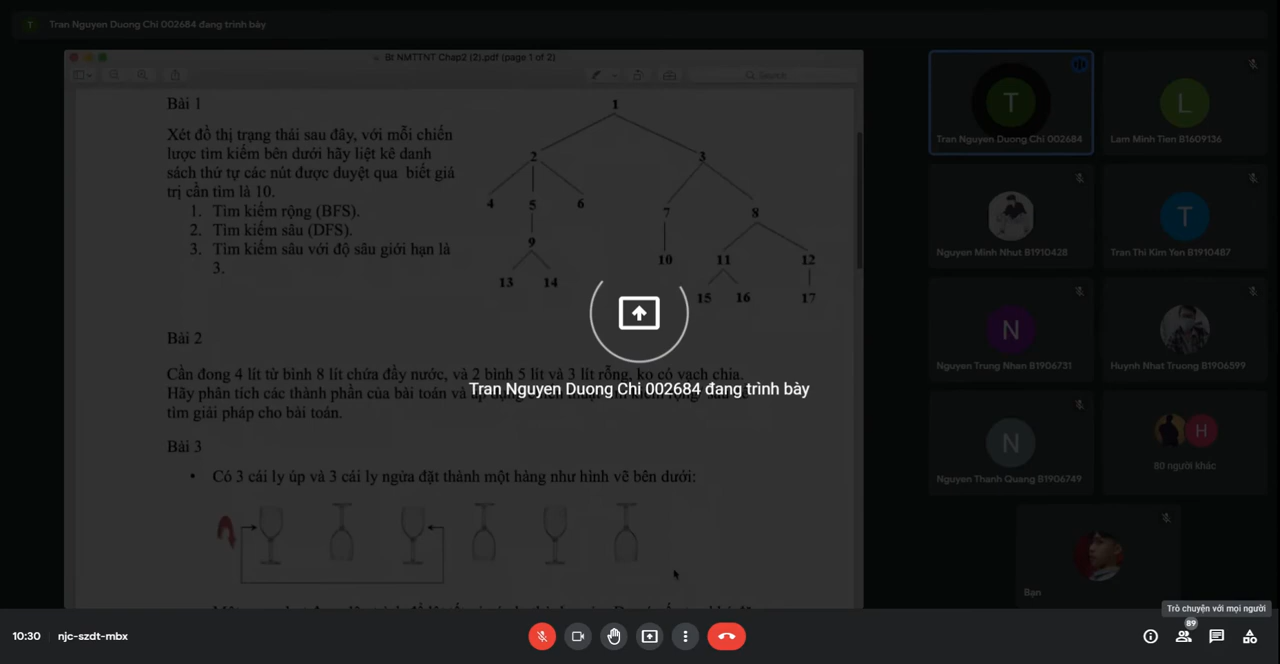 T Tran Nguyen Duong Chi 002684 đang trình bày
Bt NMTTNT Chap2 (2).pdf (page 1 of 2)
Search
Bài 1
Xét đồ thị trạng thái sau đây, với mỗi chiến
lược tìm kiếm bên dưới hãy liệt kê danh
sách thứ tự các nút được duyệt qua biết giá
trị cần tìm là 10.
1. Tìm kiếm rộng (BFS).
2. Tìm kiếm sâu (DFS).
3. Tìm kiếm sâu với độ sâu giới hạn là
3.
1
2 3
4 5 6 7 8
9 10 11 12
13 14 15 16 17
Bài 2
Cần đong 4 lít từ bình 8 lít chứa đầy nước, và 2 bình 5 lít và 3 lít rỗng, ko có vạch chia.
Hãy phân tích các thành phần của bài toán và
tìm giải pháp cho bài toán.
Tran Nguyen Duong Chi 002684 đang trình bày
Bài 3
• Có 3 cái ly úp và 3 cái ly ngửa đặt thành một hàng như hình vẽ bên dưới:
T
Tran Nguyen Duong Chi 002684
L
Lam Minh Tien B1609136
Nguyen Minh Nhut B1910428
T
Tran Thi Kim Yen B1910487
N
Nguyen Trung Nhan B1906731
Huynh Nhat Truong B1906599
N
Nguyen Thanh Quang B1906749
H
80 người khác
Bạn
Trò chuyện với mọi người
10:30 njc-szdt-mbx
89